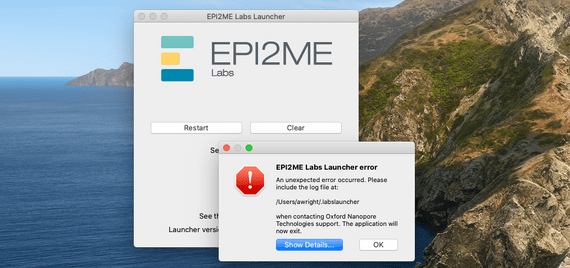 EPI2ME Labs Launcher
EPI2ME
Labs
Restart
Clear
Se
See th
Launcher versio
EPI2ME Labs Launcher error
An unexpected error occurred. Please
include the log file at:
/Users/awright/.labslauncher
when contacting Oxford Nanopore
Technologies support. The application will
now exit.
Show Details...
OK